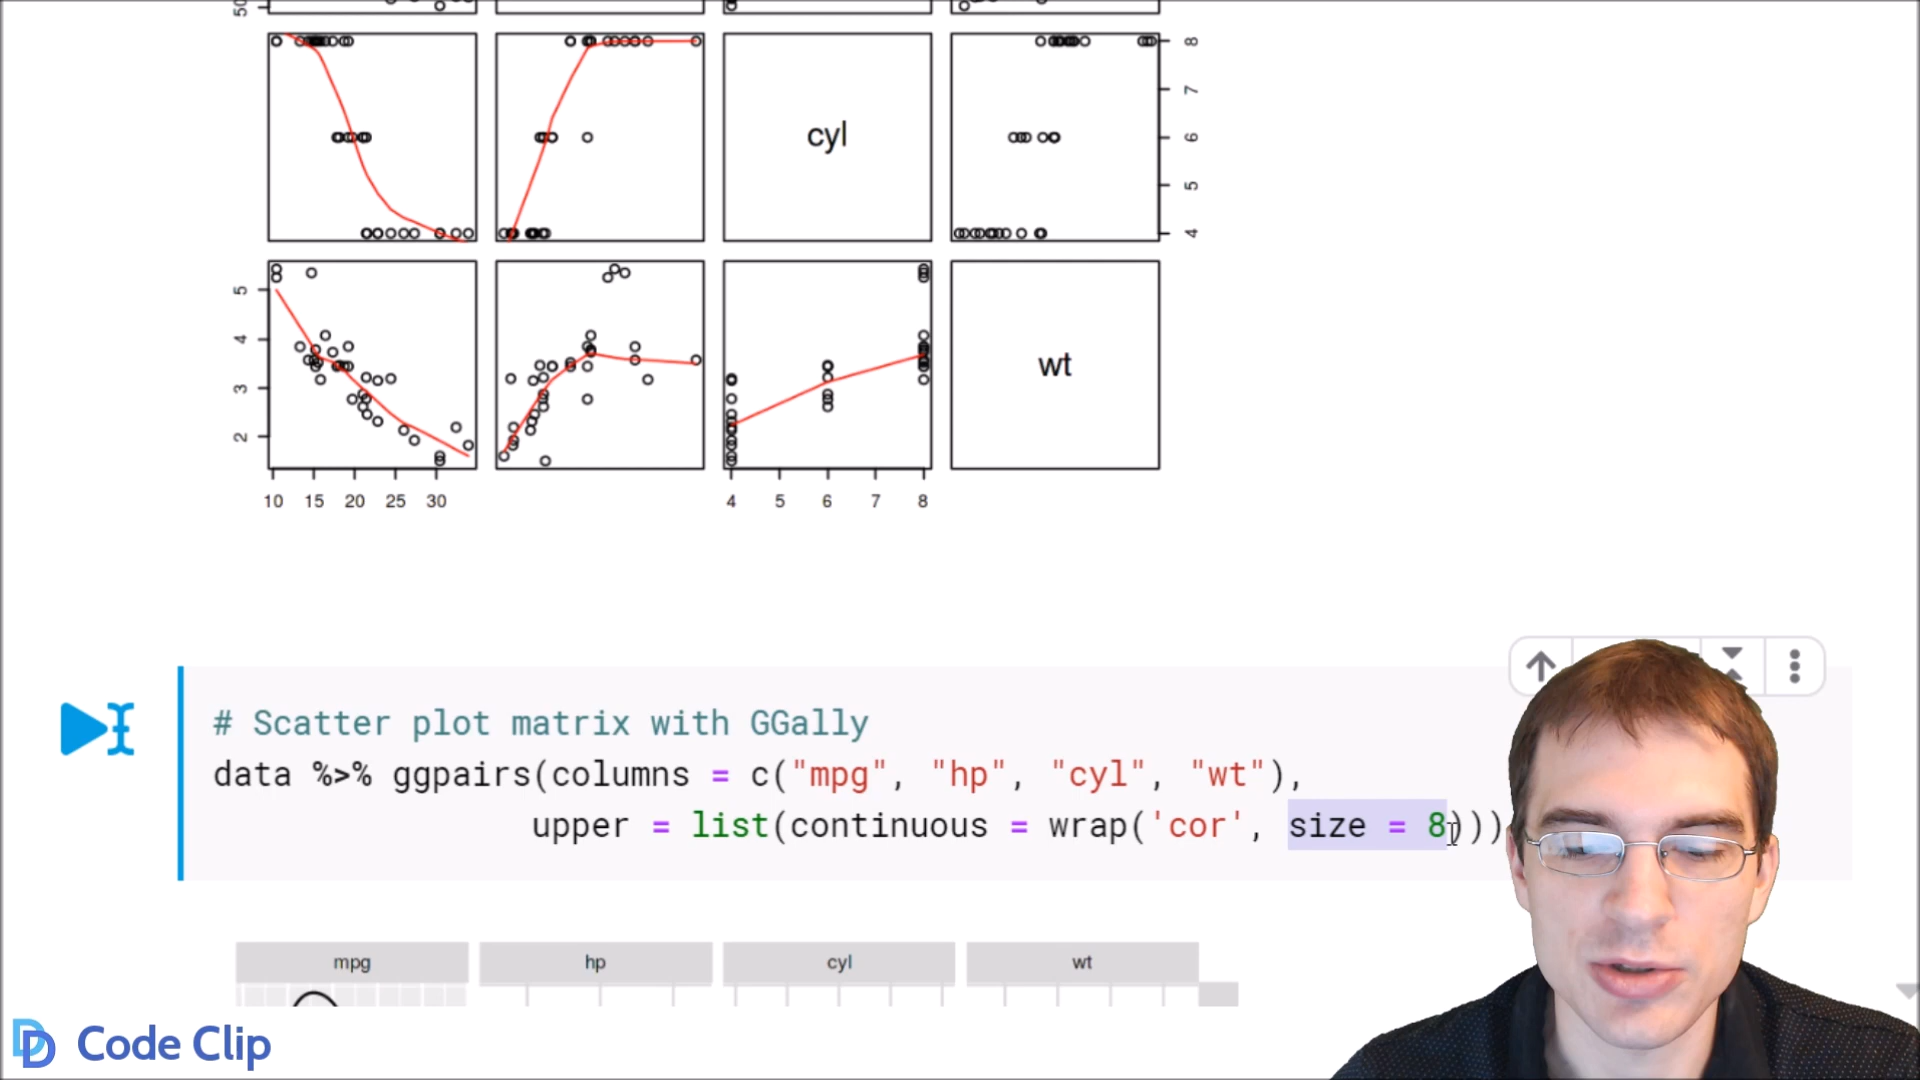 50
8
7
cyl
6
5
4
5
4
wt
3
2
10 15 20 25 30 4 5 6 7 8
# Scatter plot matrix with GGally
data %>% ggpairs(columns = c("mpg", "hp", "cyl", "wt"),
upper = list(continuous = wrap('cor', size = 8)))
mpg hp cyl wt
Code Clip